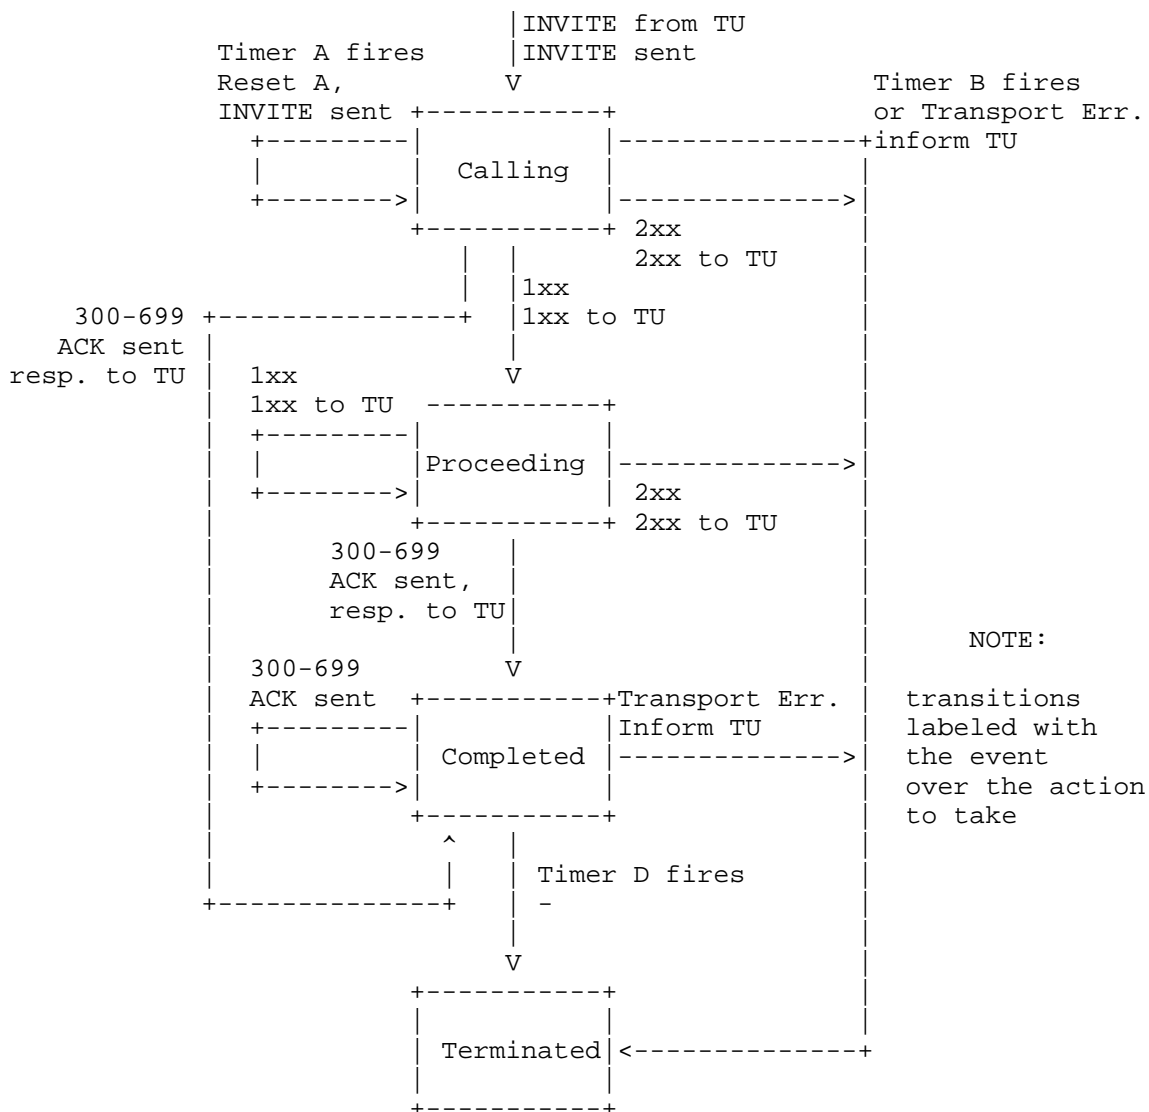 INVITE from TU
Timer A fires INVITE sent
Reset A, V Timer B fires
INVITE sent or Transport Err.
inform TU
Calling
2xx
2xx to TU
1xx
300-699 1xx to TU
ACK sent
resp. to TU 1xx V
1xx to TU
Proceeding
2xx
2xx to TU
300-699
ACK sent,
resp. to TU
NOTE:
300-699 V
ACK sent Transport Err. transitions
Inform TU labeled with
Completed the event
over the action
to take
^
Timer D fires
-
V
Terminated